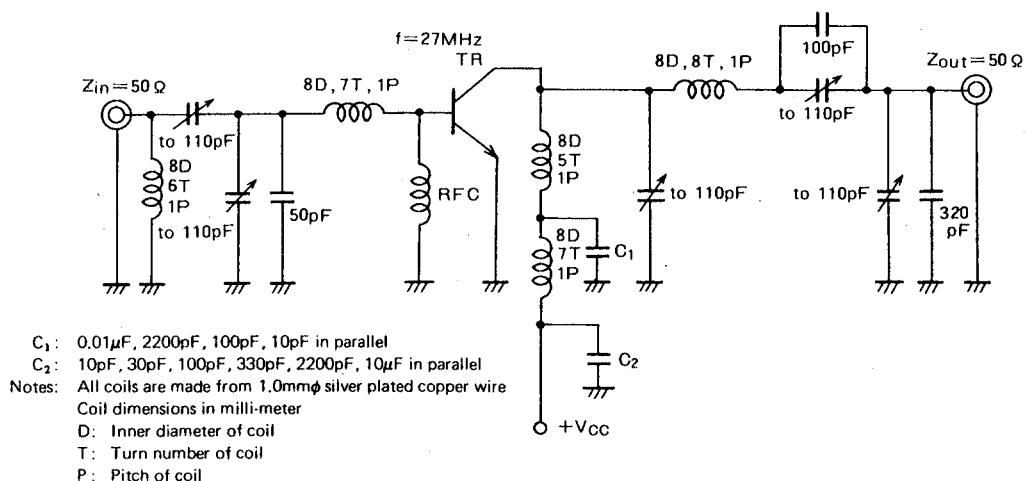 f=27MHz
TR
Zin=50Ω
8D, 7T, 1P
to 110pF
8D
6T
1P
to 110pF
50pF
RFC
8D
5T
1P
8D
7T
1P
C₁
C₂
+VCC
8D, 8T, 1P
100pF
to 110pF
Zout=50Ω
to 110pF
to 110pF
320
pF
C₁: 0.01μF, 2200pF, 100pF, 10pF in parallel
C₂: 10pF, 30pF, 100pF, 330pF, 2200pF, 10μF in parallel
Notes: All coils are made from 1.0mmφ silver plated copper wire
Coil dimensions in milli-meter
D: Inner diameter of coil
T: Turn number of coil
P: Pitch of coil